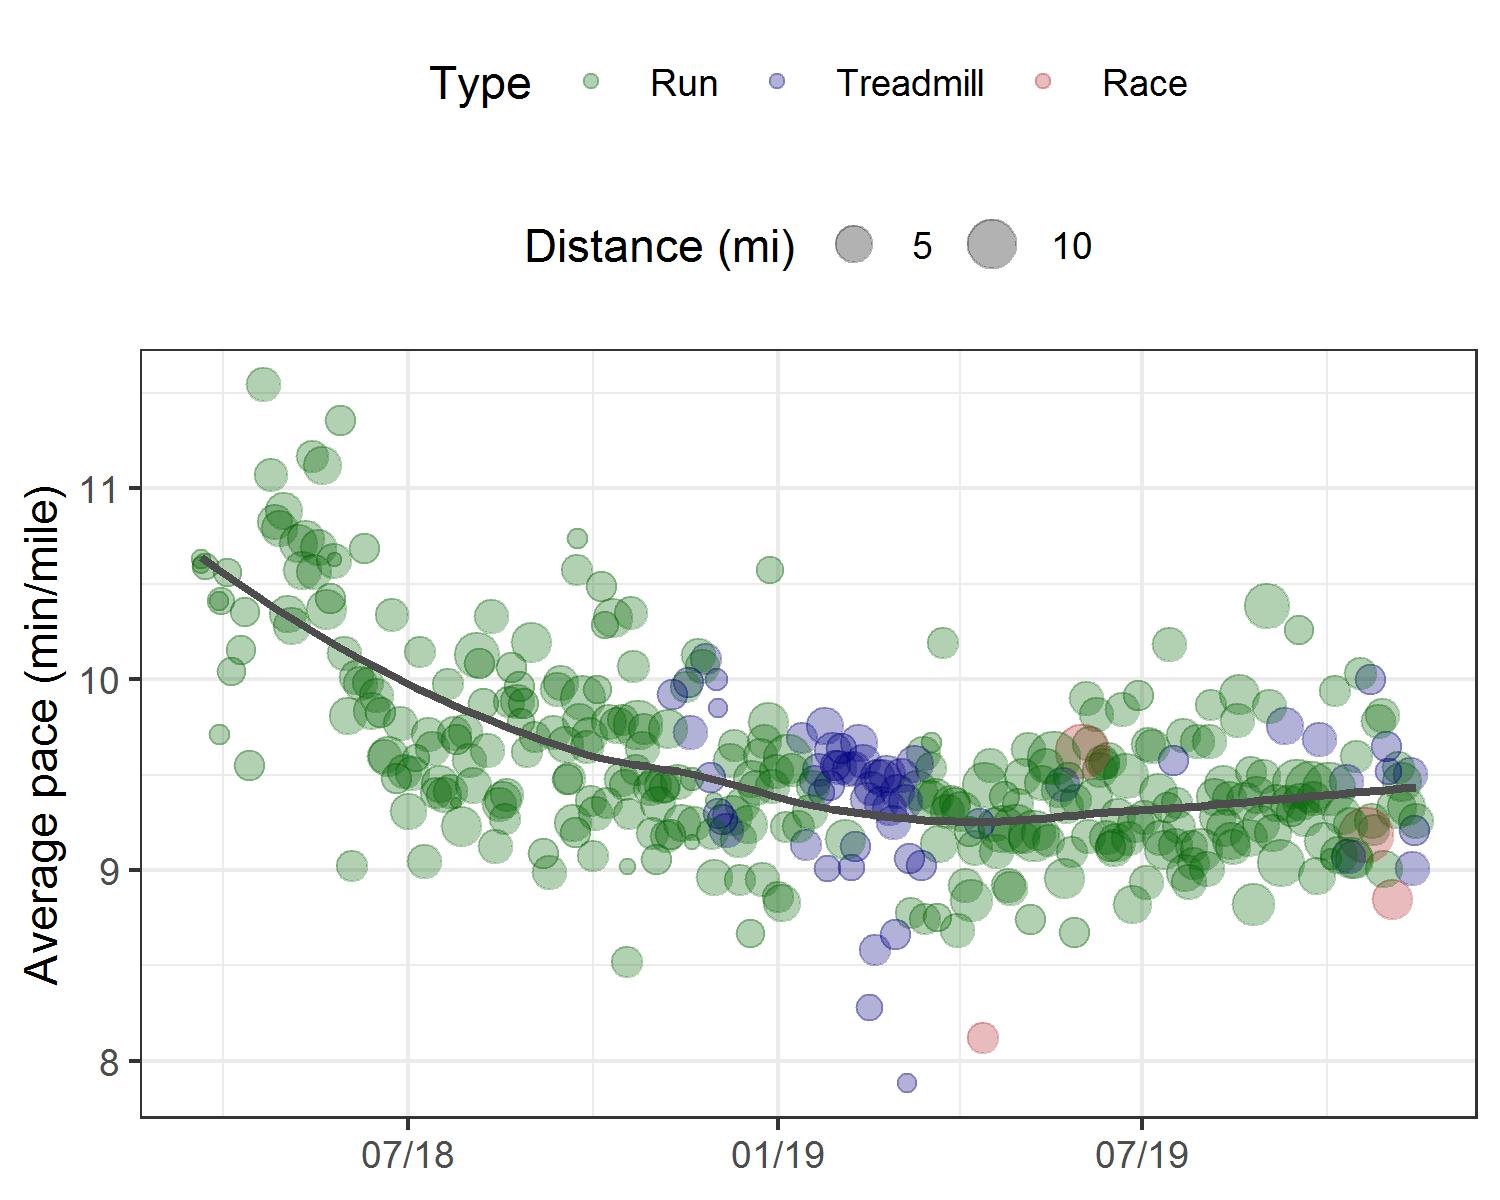 Type Run Treadmill Race
Distance (mi) 5 10
Average pace (min/mile)
11
10
9
8
07/18 01/19 07/19